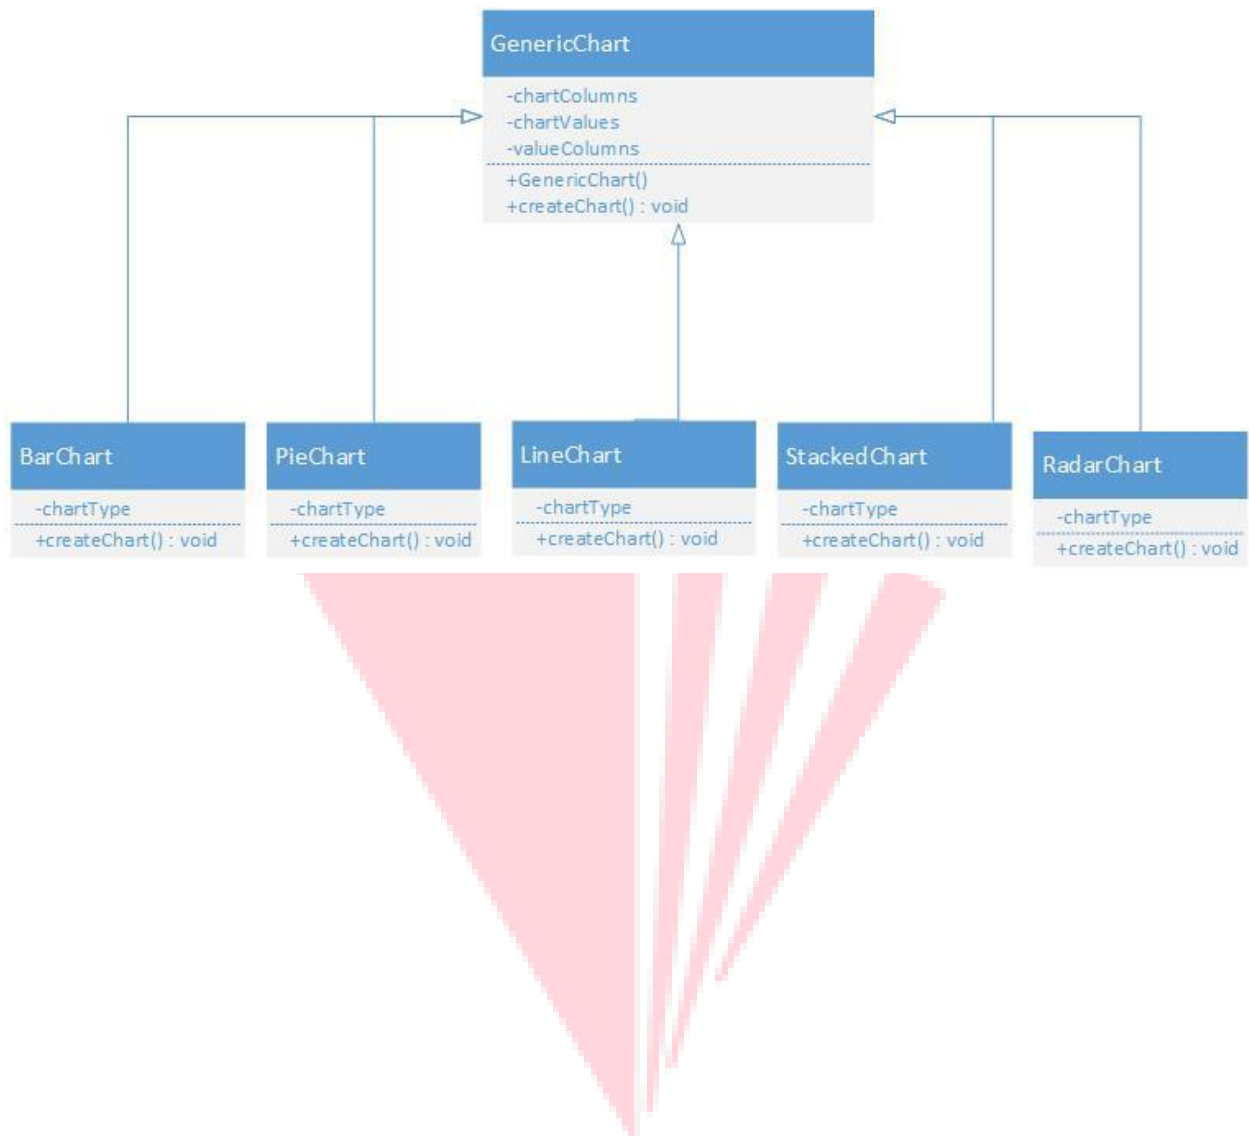 GenericChart
-chartColumns
-chartValues
-valueColumns
+GenericChart()
+createChart() : void
BarChart
-chartType
+createChart() : void
PieChart
-chartType
+createChart() : void
LineChart
-chartType
+createChart() : void
StackedChart
-chartType
+createChart() : void
RadarChart
-chartType
+createChart() : void